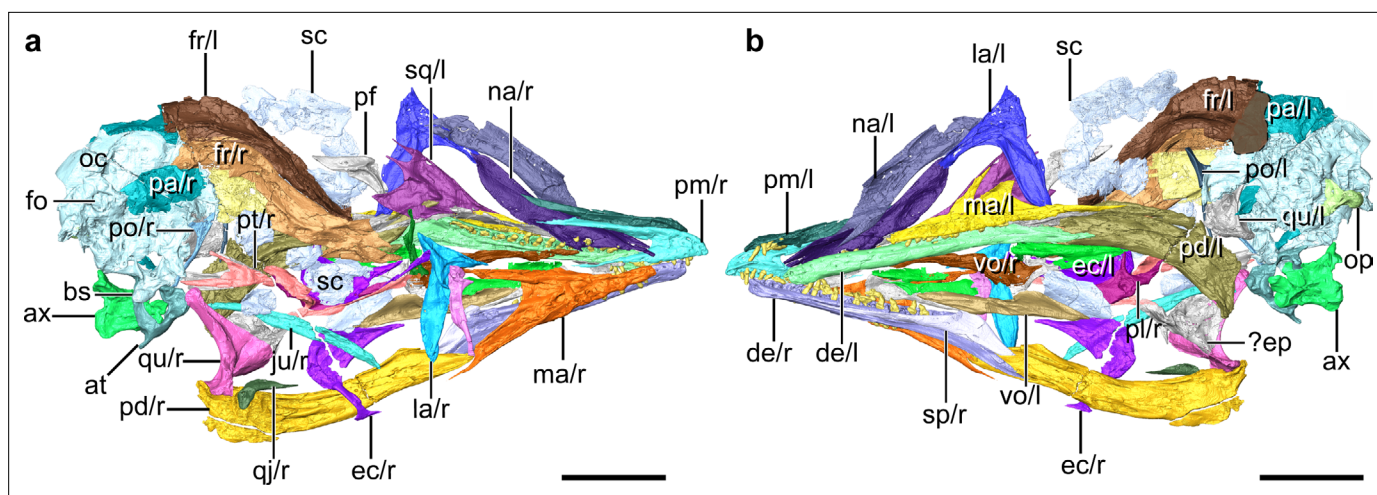 a
fr/l
sc
sq/l
na/r
pf
oc
fr/r
pa/r
fo
po/r
pt/r
pm/r
sc
bs
ax
at
qu/r
ju/r
la/r
ma/r
pd/r
qj/r
ec/r
b
la/l
sc
fr/l
pa/l
na/l
pm/l
po/l
ma/l
qu/l
pd/l
op
vo/r
ec/l
pl/r
?ep
ax
de/r
de/l
vo/l
sp/r
ec/r